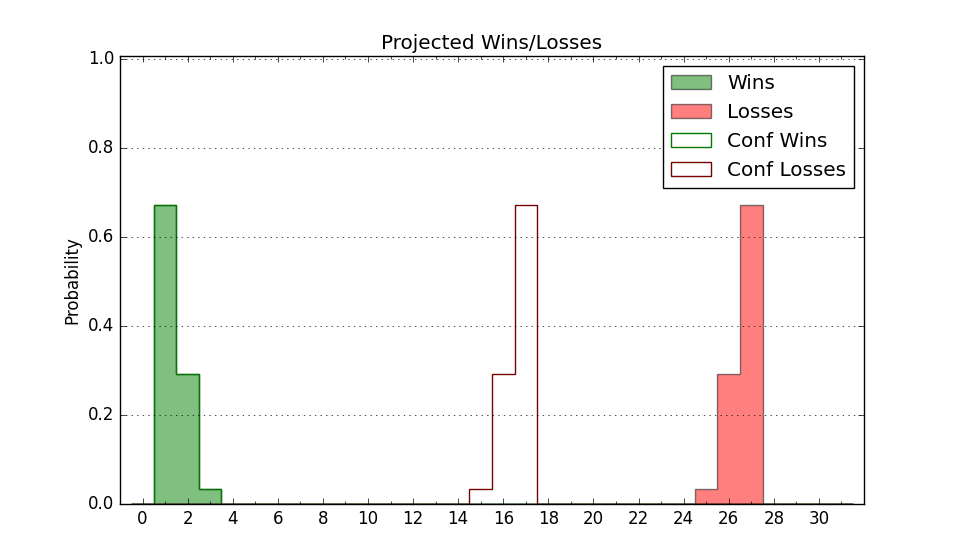 Projected Wins/Losses
1.0
0.8
0.6
0.4
0.2
0.0
Probability
Wins
Losses
Conf Wins
Conf Losses
0 2 4 6 8 10 12 14 16 18 20 22 24 26 28 30